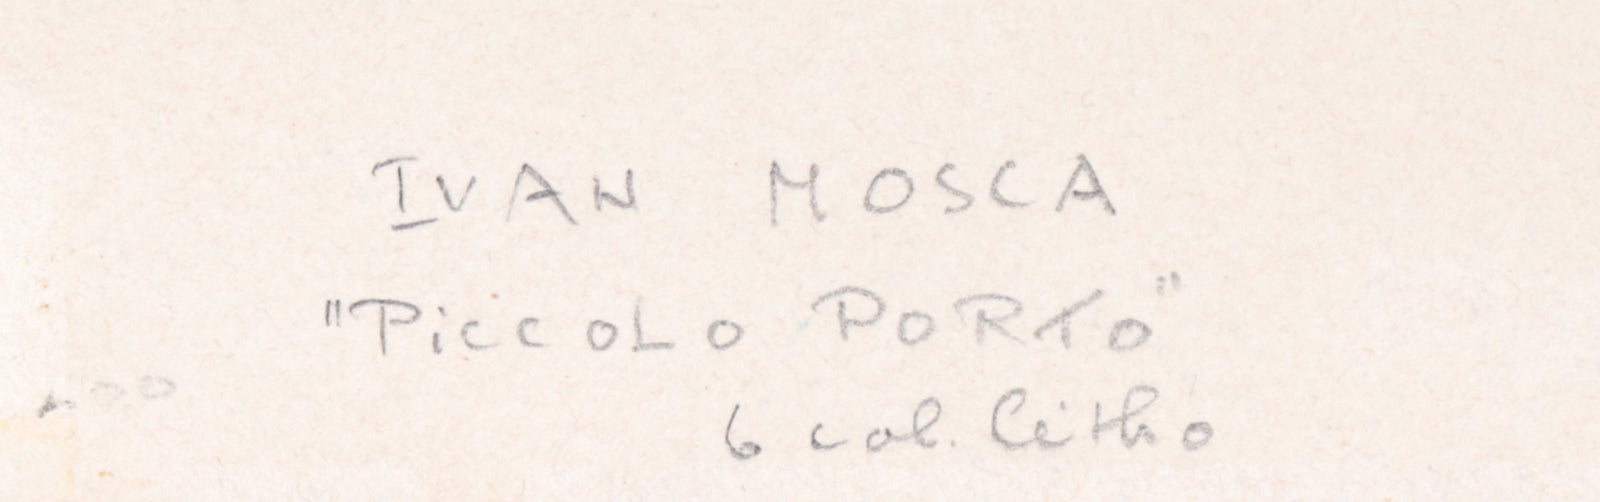 IVAN MOSCA
"PiccoLo PORTO"
6 col. litho